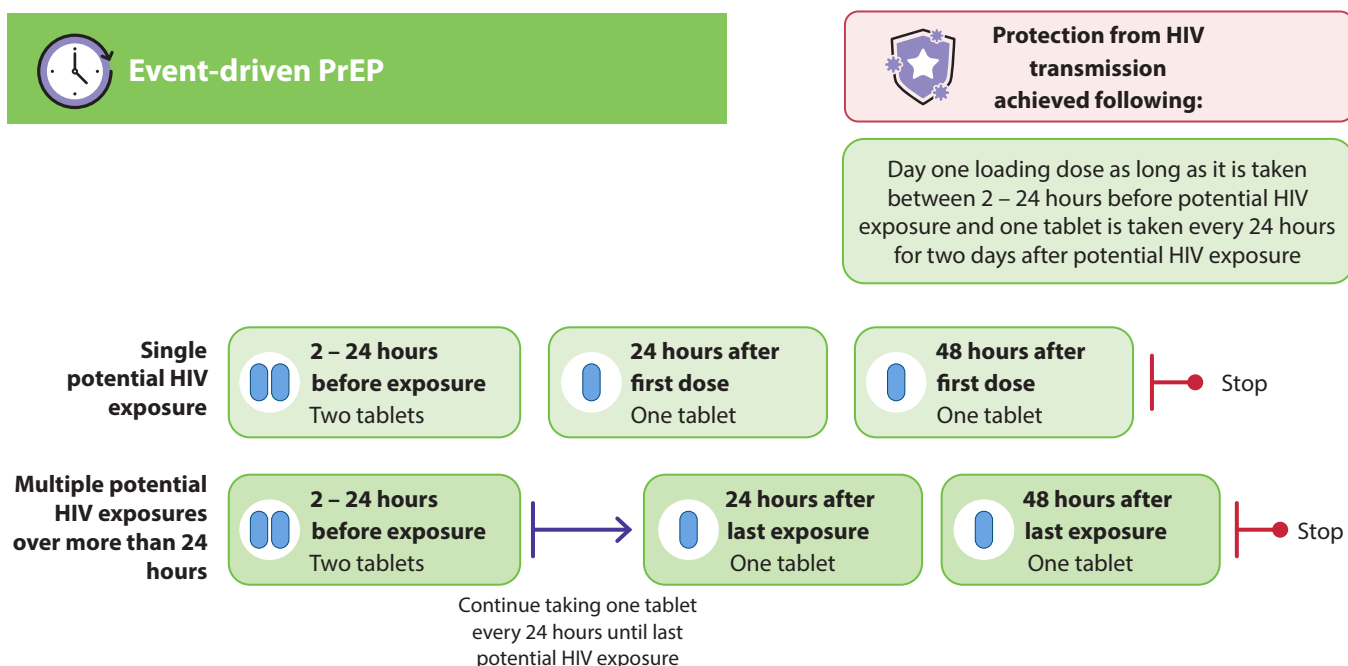 Event-driven PrEP
Protection from HIV
transmission
achieved following:
Day one loading dose as long as it is taken
between 2 – 24 hours before potential HIV
exposure and one tablet is taken every 24 hours
for two days after potential HIV exposure
Single
potential HIV
exposure
2 – 24 hours
before exposure
Two tablets
24 hours after
first dose
One tablet
48 hours after
first dose
One tablet
Stop
Multiple potential
HIV exposures
over more than 24
hours
2 – 24 hours
before exposure
Two tablets
Continue taking one tablet
every 24 hours until last
potential HIV exposure
24 hours after
last exposure
One tablet
48 hours after
last exposure
One tablet
Stop